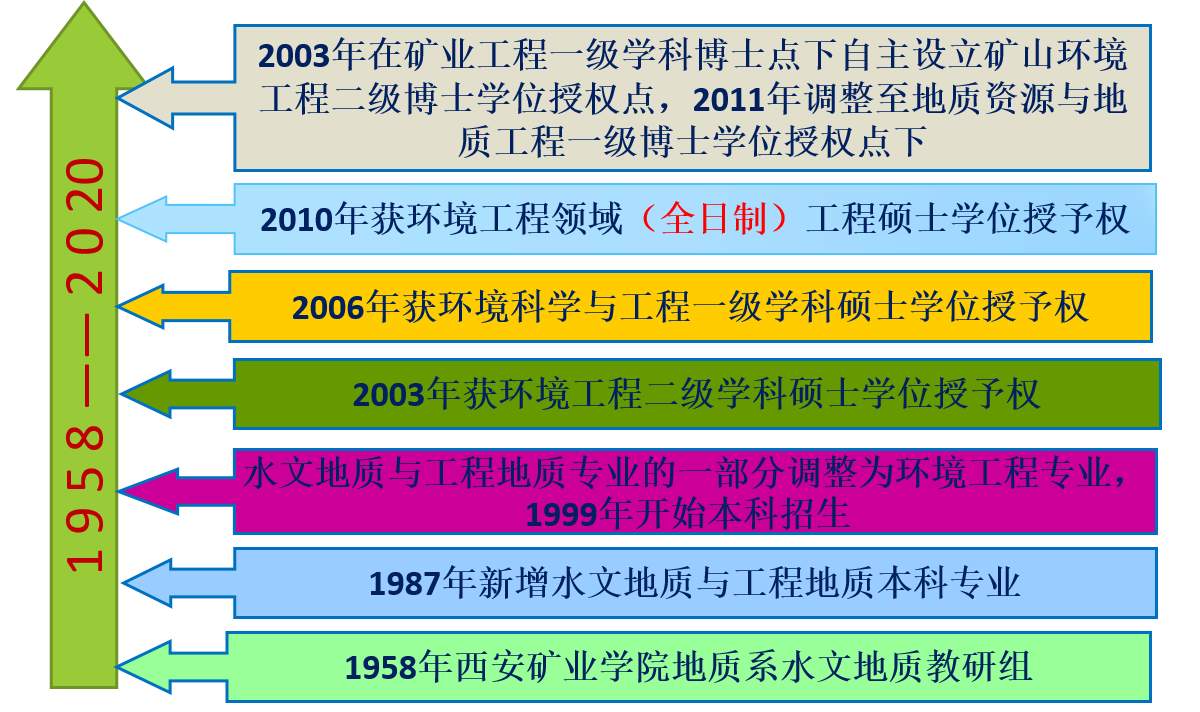 1958——2020
2003年在矿业工程一级学科博士点下自主设立矿山环境
工程二级博士学位授权点，2011年调整至地质资源与地
质工程一级博士学位授权点下
2010年获环境工程领域（全日制）工程硕士学位授予权
2006年获环境科学与工程一级学科硕士学位授予权
2003年获环境工程二级学科硕士学位授予权
水文地质与工程地质专业的一部分调整为环境工程专业，
1999年开始本科招生
1987年新增水文地质与工程地质本科专业
1958年西安矿业学院地质系水文地质教研组